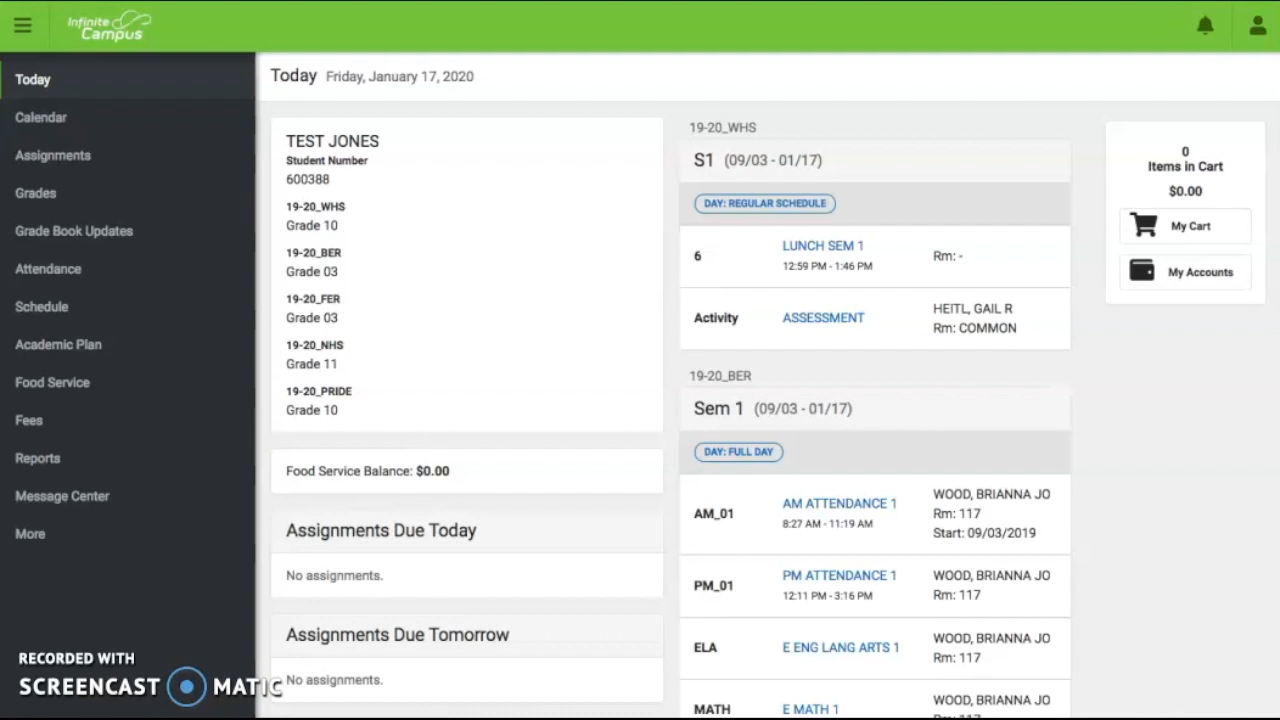 Infinite
Campus
Today
Calendar
Assignments
Grades
Grade Book Updates
Attendance
Schedule
Academic Plan
Food Service
Fees
Reports
Message Center
More
RECORDED WITH
SCREENCAST MATIC
Today Friday, January 17, 2020
TEST JONES
Student Number
600388
19-20_WHS
Grade 10
19-20_BER
Grade 03
19-20_FER
Grade 03
19-20_NHS
Grade 11
19-20_PRIDE
Grade 10
Food Service Balance: $0.00
Assignments Due Today
No assignments.
Assignments Due Tomorrow
No assignments.
19-20_WHS
S1 (09/03 - 01/17)
DAY: REGULAR SCHEDULE
6 LUNCH SEM 1 Rm: -
12:59 PM - 1:46 PM
Activity ASSESSMENT HEITL, GAIL R
Rm: COMMON
19-20_BER
Sem 1 (09/03 - 01/17)
DAY: FULL DAY
AM_01 AM ATTENDANCE 1 WOOD, BRIANNA JO
8:27 AM - 11:19 AM Rm: 117
Start: 09/03/2019
PM_01 PM ATTENDANCE 1 WOOD, BRIANNA JO
12:11 PM - 3:16 PM Rm: 117
ELA E ENG LANG ARTS 1 WOOD, BRIANNA JO
Rm: 117
MATH E MATH 1 WOOD, BRIANNA JO
0
Items in Cart
$0.00
My Cart
My Accounts